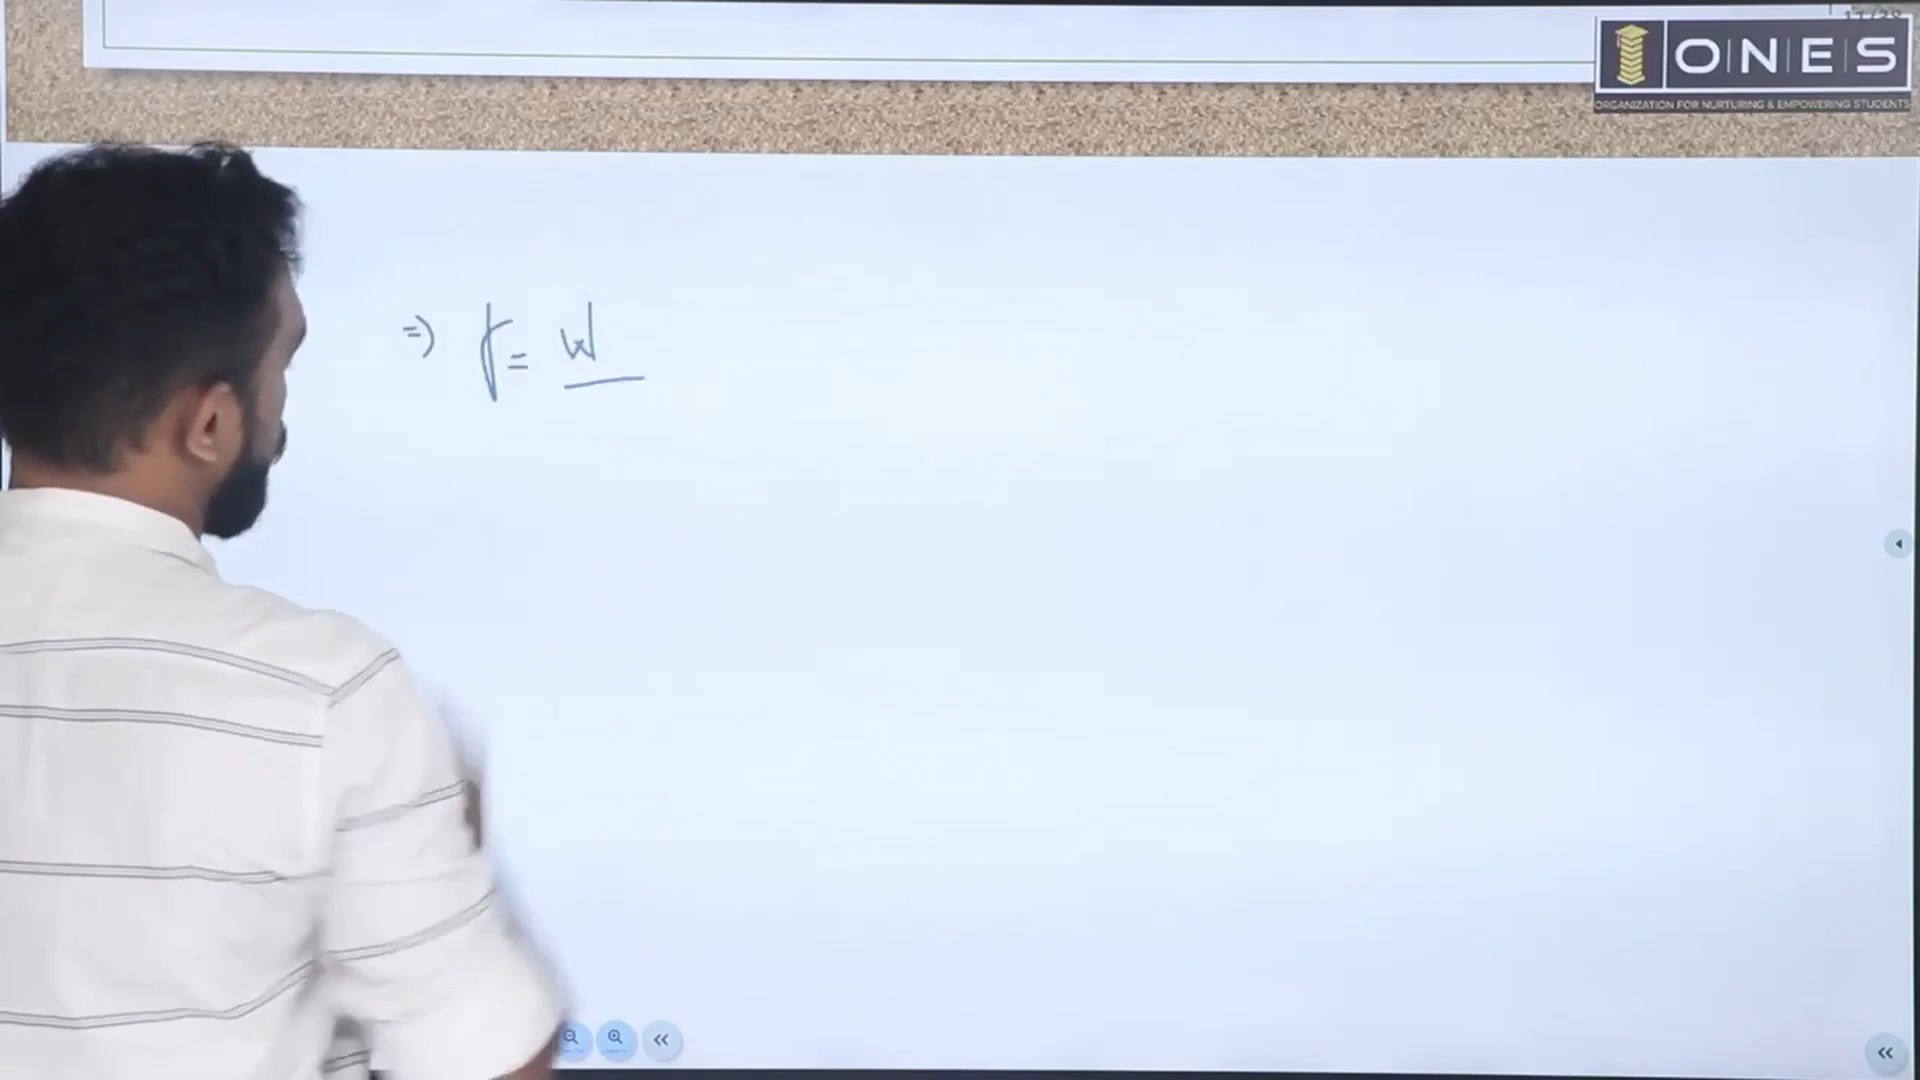 ONES
ORGANIZATION FOR NURTURING & EMPOWERING STUDENTS
=> r = w